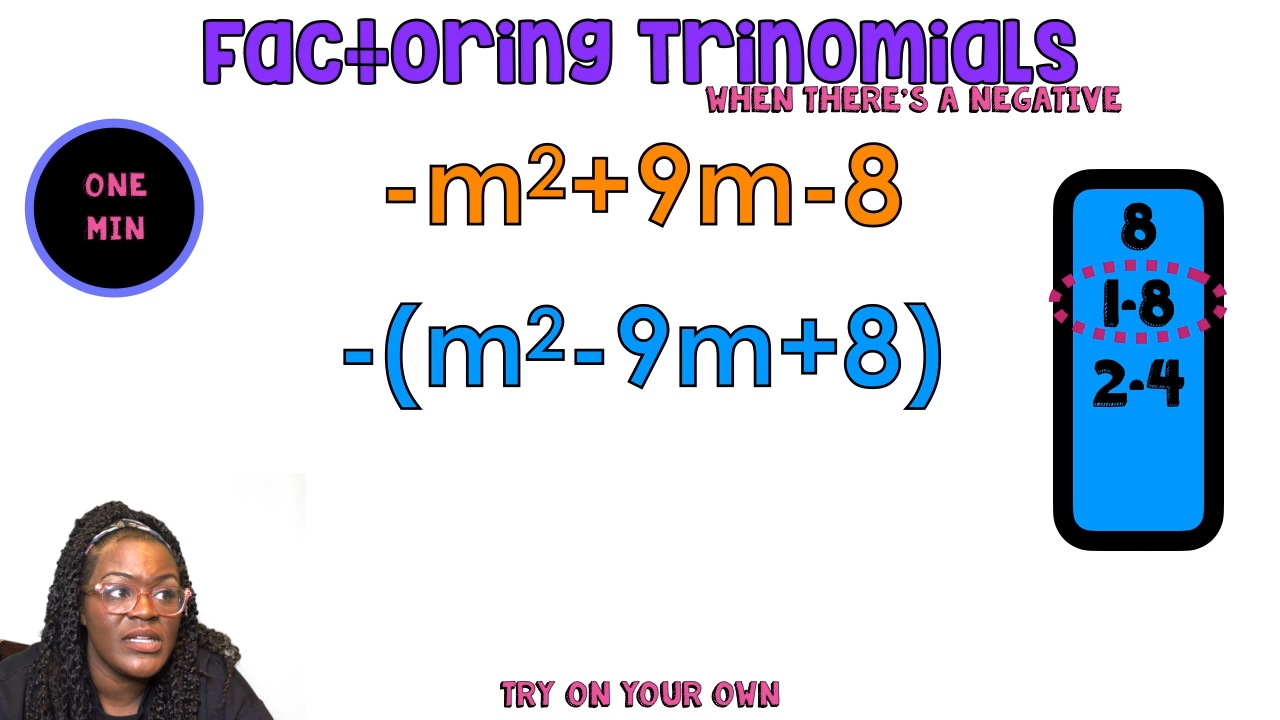 Factoring Trinomials
WHEN THERE'S A NEGATIVE
ONE
MIN
-m²+9m-8
-(m²-9m+8)
8
1-8
2-4
TRY ON YOUR OWN